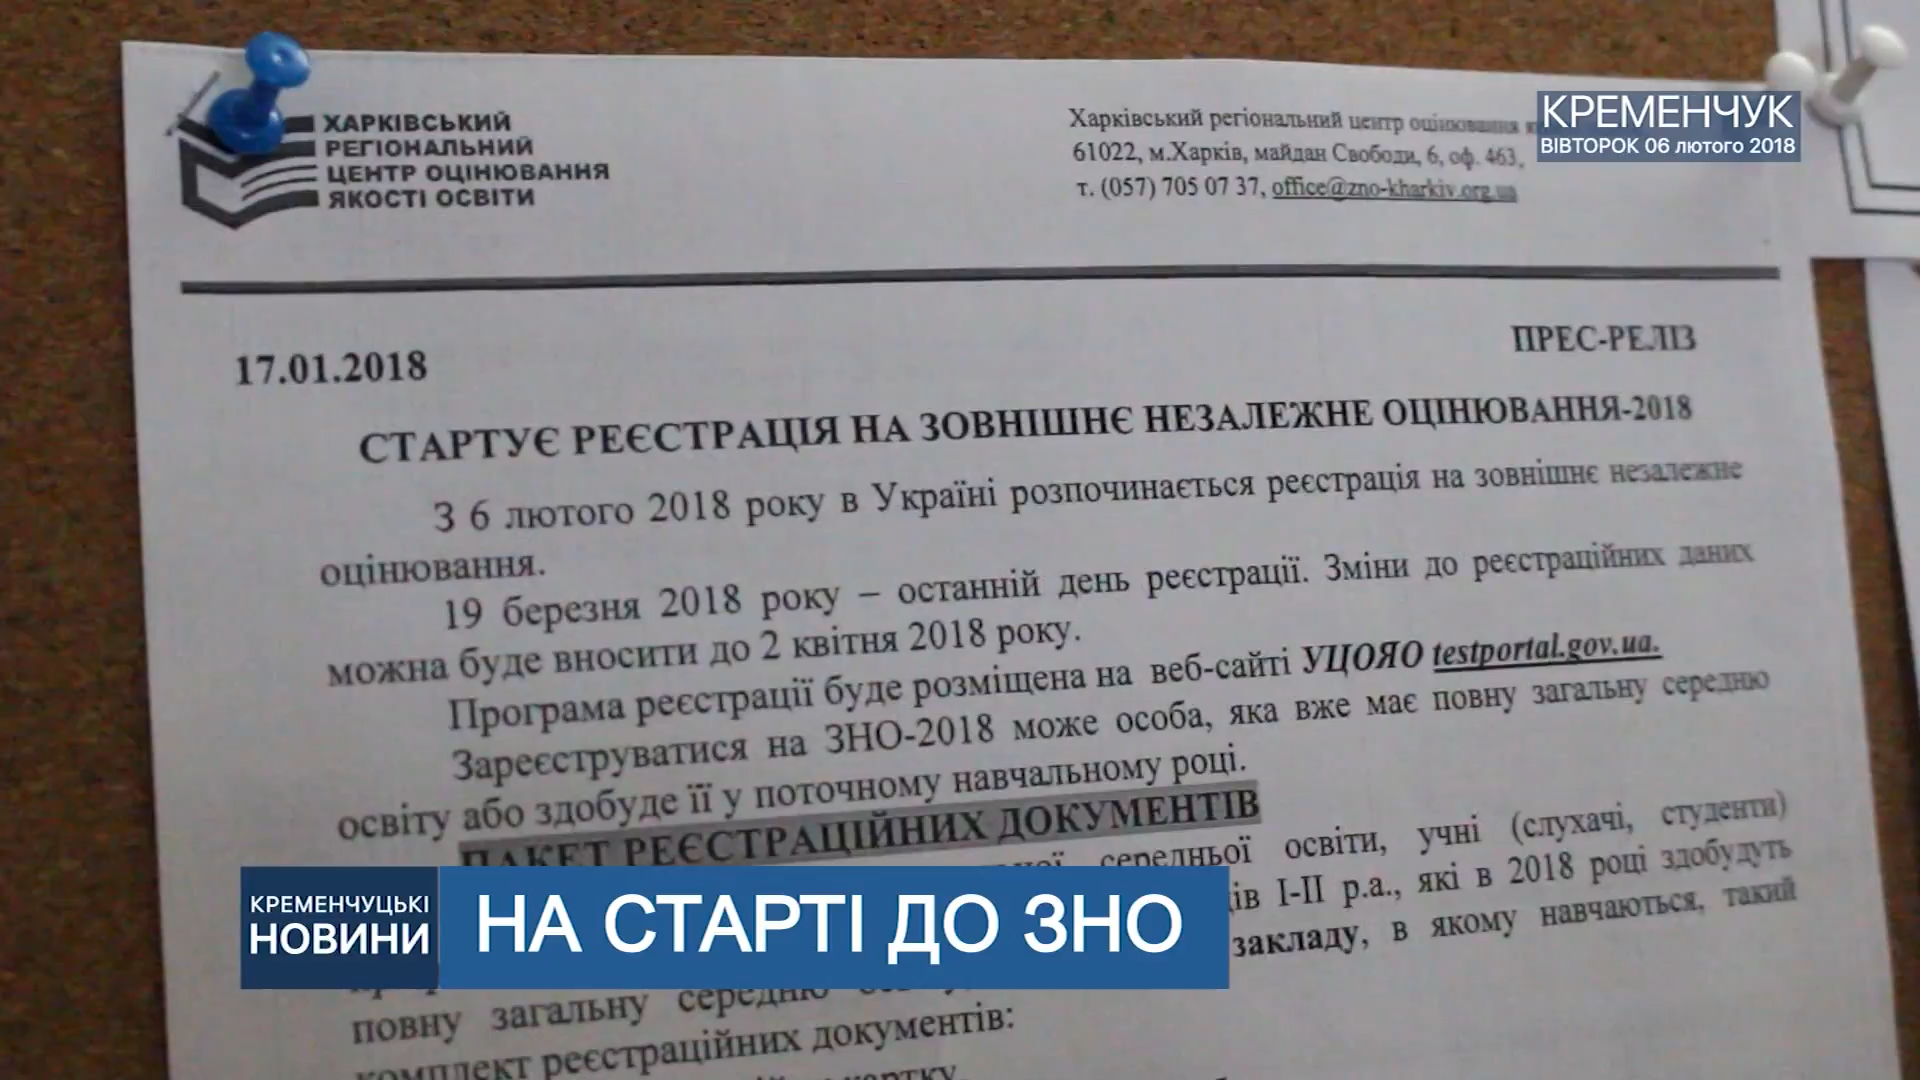 ХАРКІВСЬКИЙ
РЕГІОНАЛЬНИЙ
ЦЕНТР ОЦІНЮВАННЯ
ЯКОСТІ ОСВІТИ
Харківський регіональний центр оцінювання
61022, м.Харків, майдан Свободи, 6, оф. 463,
т. (057) 705 07 37, office@zno-kharkiv.org.ua
КРЕМЕНЧУК
ВІВТОРОК 06 лютого 2018
17.01.2018
ПРЕС-РЕЛІЗ
СТАРТУЄ РЕЄСТРАЦІЯ НА ЗОВНІШНЄ НЕЗАЛЕЖНЕ ОЦІНЮВАННЯ-2018
З 6 лютого 2018 року в Україні розпочинається реєстрація на зовнішнє незалежне
оцінювання.
19 березня 2018 року – останній день реєстрації. Зміни до реєстраційних даних
можна буде вносити до 2 квітня 2018 року.
Програма реєстрації буде розміщена на веб-сайті УЦОЯО testportal.gov.ua.
Зареєструватися на ЗНО-2018 може особа, яка вже має повну загальну середню
освіту або здобуде її у поточному навчальному році.
ПАКЕТ РЕЄСТРАЦІЙНИХ ДОКУМЕНТІВ
середньої освіти, учні (слухачі, студенти)
І-ІІ р.а., які в 2018 році здобудуть
закладу, в якому навчаються, такий
повну загальну середню
комплект реєстраційних документів:
КРЕМЕНЧУЦЬКІ
НОВИНИ
НА СТАРТІ ДО ЗНО